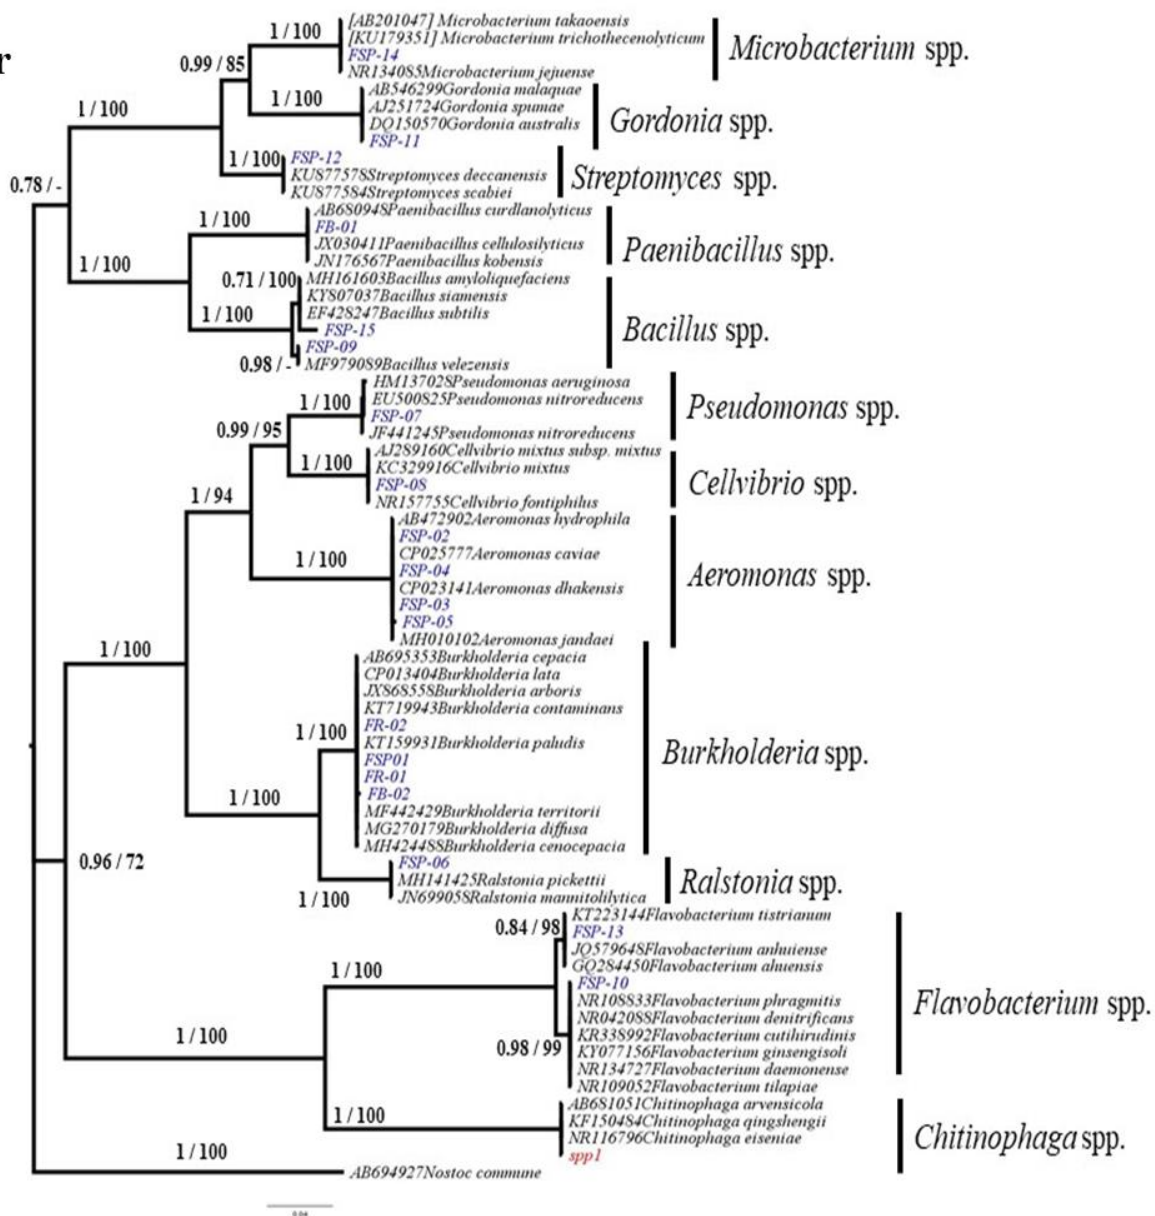 r
1 / 100
[AB201047] Microbacterium takaoensis
[KU179351] Microbacterium trichothecenolyticum
FSP-14
NR134085Microbacterium jejuense
Microbacterium spp.
0.99 / 85
1 / 100
AB546299Gordonia malaquae
AJ251724Gordonia spumae
DQ150570Gordonia australis
FSP-11
Gordonia spp.
1 / 100
1 / 100
FSP-12
KU877578Streptomyces deccanensis
KU877584Streptomyces scabiei
Streptomyces spp.
0.78 / -
1 / 100
AB680948Paenibacillus curdlanolyticus
FB-01
JX030411Paenibacillus cellulosilyticus
JN176567Paenibacillus kobensis
Paenibacillus spp.
1 / 100
0.71 / 100
MH161603Bacillus amyloliquefaciens
KY807037Bacillus siamensis
EF428247Bacillus subtilis
1 / 100
FSP-15
FSP-09
0.98 / -
MF979089Bacillus velezensis
Bacillus spp.
HM137028Pseudomonas aeruginosa
EU500825Pseudomonas nitroreducens
1 / 100
FSP-07
JF441245Pseudomonas nitroreducens
Pseudomonas spp.
0.99 / 95
AJ289160Cellvibrio mixtus subsp. mixtus
KC329916Cellvibrio mixtus
1 / 100
FSP-08
NR157755Cellvibrio fontiphilus
Cellvibrio spp.
1 / 94
AB472902Aeromonas hydrophila
FSP-02
CP025777Aeromonas caviae
1 / 100
FSP-04
CP023141Aeromonas dhakensis
FSP-03
FSP-05
MH010102Aeromonas jandaei
Aeromonas spp.
1 / 100
AB695353Burkholderia cepacia
CP013404Burkholderia lata
JX868558Burkholderia arboris
KT719943Burkholderia contaminans
FR-02
1 / 100
KT159931Burkholderia paludis
FSP01
FR-01
FB-02
MF442429Burkholderia territorii
MG270179Burkholderia diffusa
MH424488Burkholderia cenocepacia
Burkholderia spp.
1 / 100
0.96 / 72
FSP-06
MH141425Ralstonia pickettii
1 / 100
JN699058Ralstonia mannitolilytica
Ralstonia spp.
KT223144Flavobacterium tistrianum
0.84 / 98
FSP-13
JQ579648Flavobacterium anhuiense
GQ284450Flavobacterium ahuensis
1 / 100
FSP-10
NR108833Flavobacterium phragmitis
NR042088Flavobacterium denitrificans
KR338992Flavobacterium cutihirudinis
0.98 / 99
KY077156Flavobacterium ginsengisoli
NR134727Flavobacterium daemonense
NR109052Flavobacterium tilapiae
Flavobacterium spp.
1 / 100
AB681051Chitinophaga arvensicola
1 / 100
KF150484Chitinophaga qingshengii
NR116796Chitinophaga eiseniae
spp1
Chitinophaga spp.
1 / 100
AB694927Nostoc commune
0.04